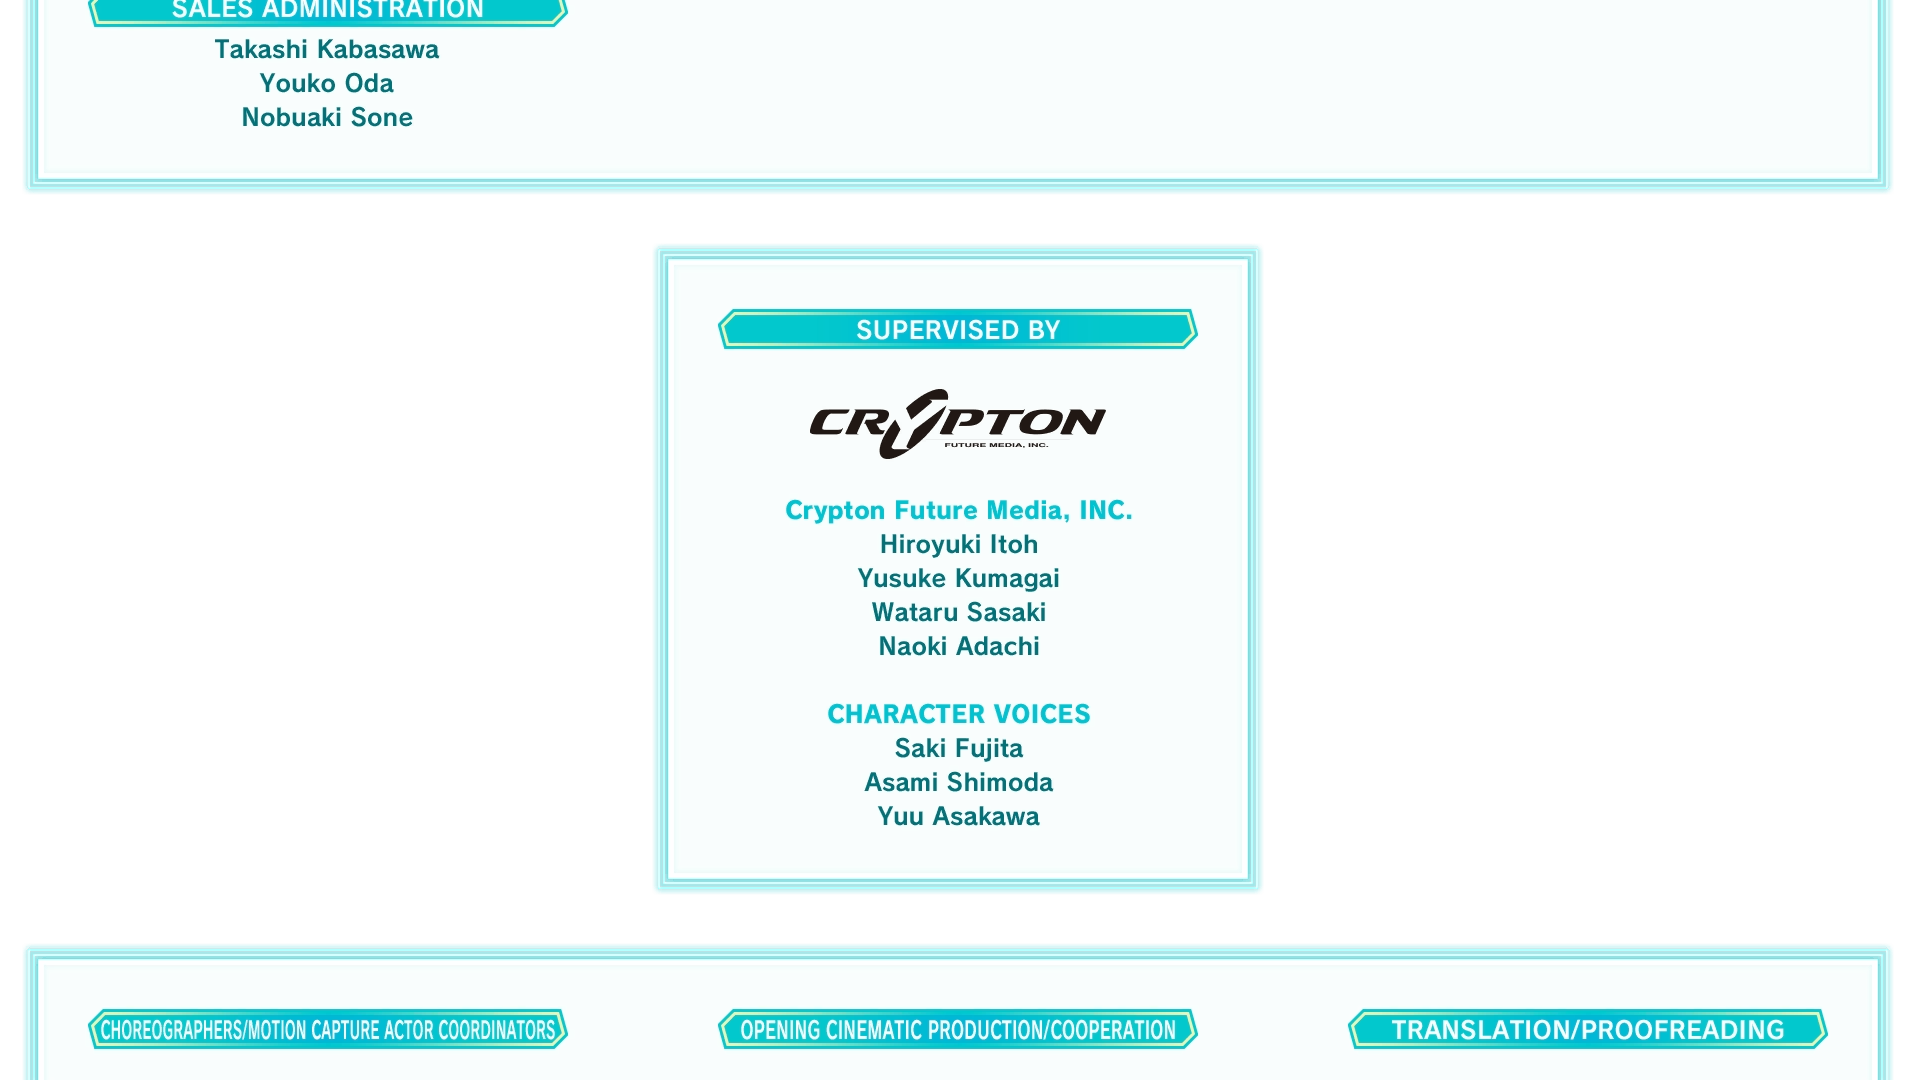 SALES ADMINISTRATION
Takashi Kabasawa
Youko Oda
Nobuaki Sone
SUPERVISED BY
CRYPTON
FUTURE MEDIA, INC.
Crypton Future Media, INC.
Hiroyuki Itoh
Yusuke Kumagai
Wataru Sasaki
Naoki Adachi
CHARACTER VOICES
Saki Fujita
Asami Shimoda
Yuu Asakawa
CHOREOGRAPHERS/MOTION CAPTURE ACTOR COORDINATORS
OPENING CINEMATIC PRODUCTION/COOPERATION
TRANSLATION/PROOFREADING